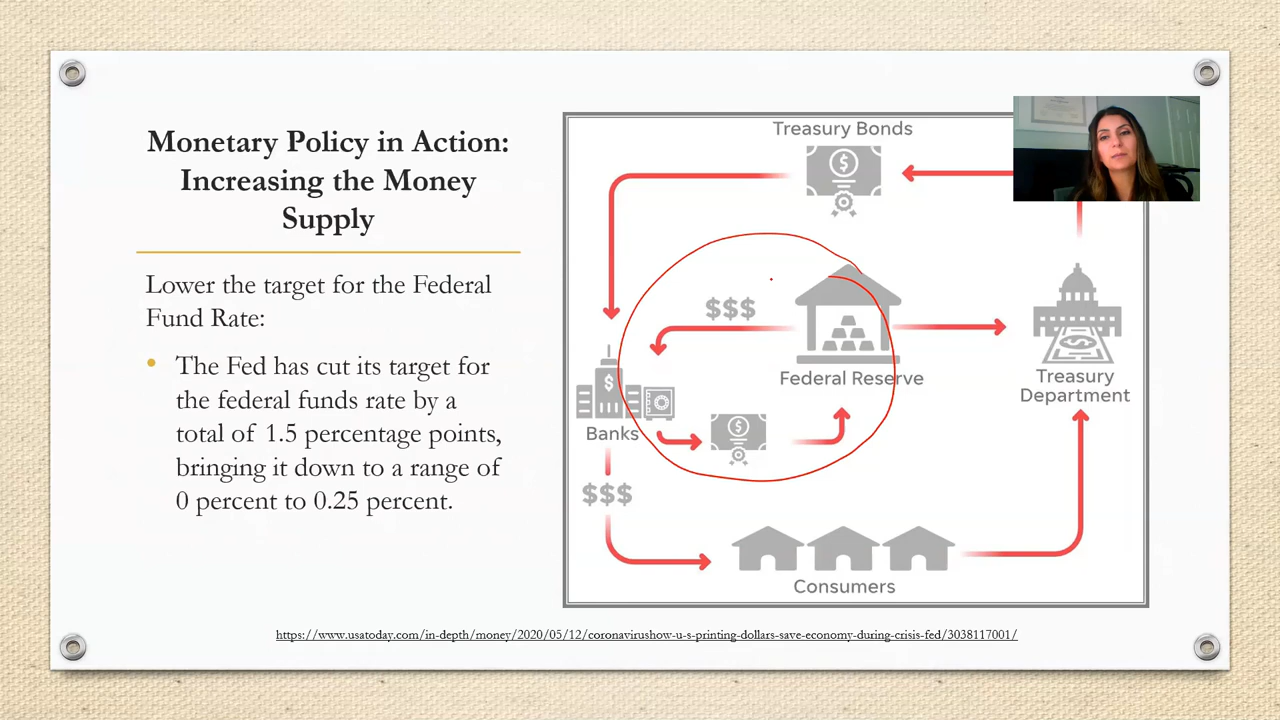 Monetary Policy in Action:
Increasing the Money
Supply
Lower the target for the Federal
Fund Rate:
• The Fed has cut its target for
the federal funds rate by a
total of 1.5 percentage points,
bringing it down to a range of
0 percent to 0.25 percent.
Treasury Bonds
$
$$$
$
Federal Reserve
Treasury
Department
Banks
$
$$$
Consumers
https://www.usatoday.com/in-depth/money/2020/05/12/coronavirushow-u-s-printing-dollars-save-economy-during-crisis-fed/3038117001/